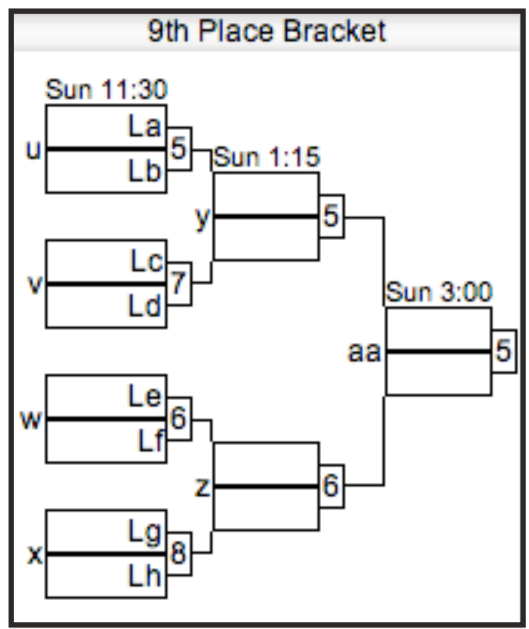 9th Place Bracket
Sun 11:30
La
u 5 Sun 1:15
Lb
y 5
Lc
v 7
Ld
Sun 3:00
aa 5
Le
w 6
Lf
z 6
Lg
x 8
Lh